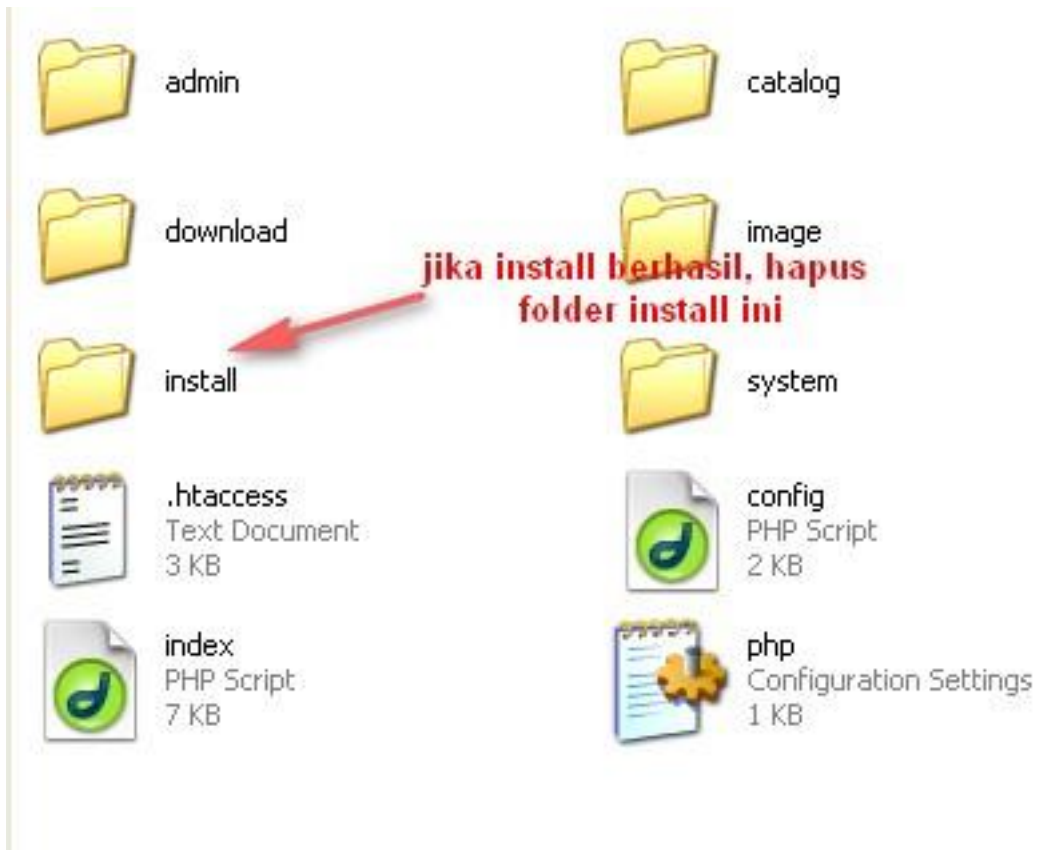 admin
catalog
download
image
jika install berhasil, hapus
folder install ini
install
system
.htaccess
Text Document
3 KB
config
PHP Script
2 KB
index
PHP Script
7 KB
php
Configuration Settings
1 KB